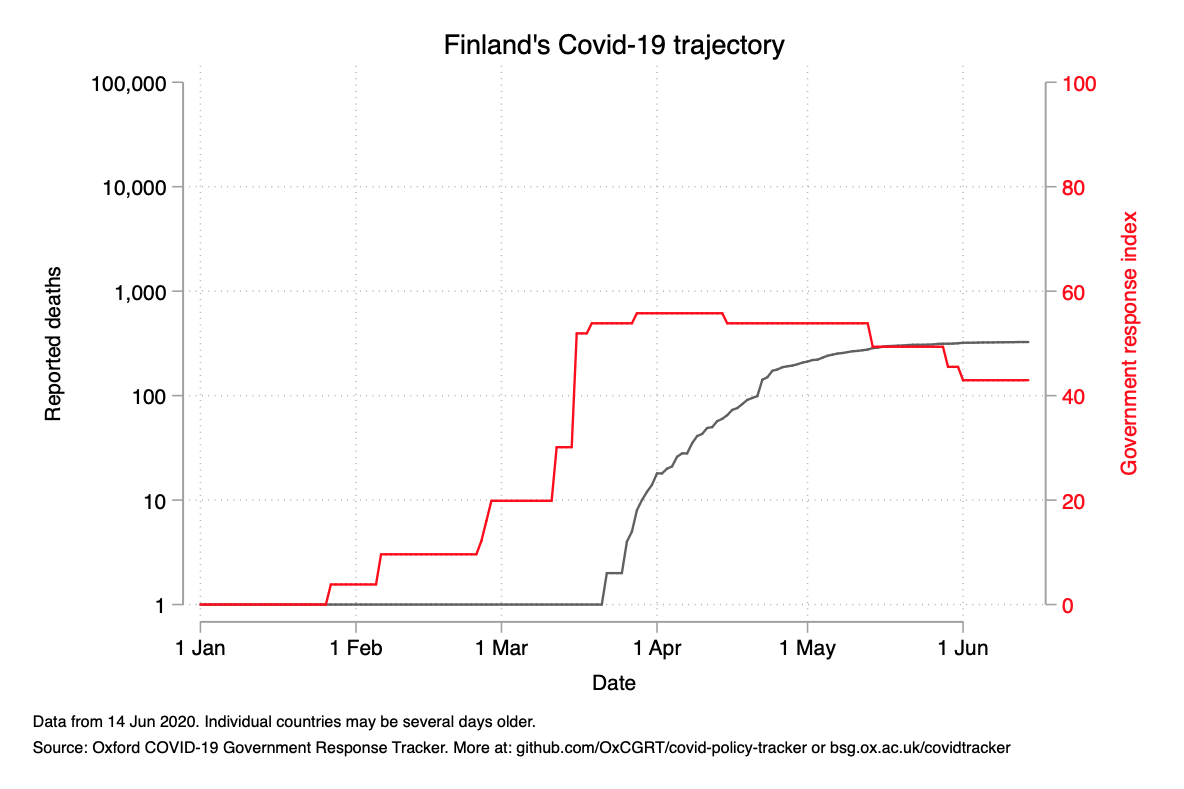 Finland's Covid-19 trajectory
100,000
10,000
1,000
100
10
1
Reported deaths
100
80
60
40
20
0
Government response index
1 Jan 1 Feb 1 Mar 1 Apr 1 May 1 Jun
Date
Data from 14 Jun 2020. Individual countries may be several days older.
Source: Oxford COVID-19 Government Response Tracker. More at: github.com/OxCGRT/covid-policy-tracker or bsg.ox.ac.uk/covidtracker